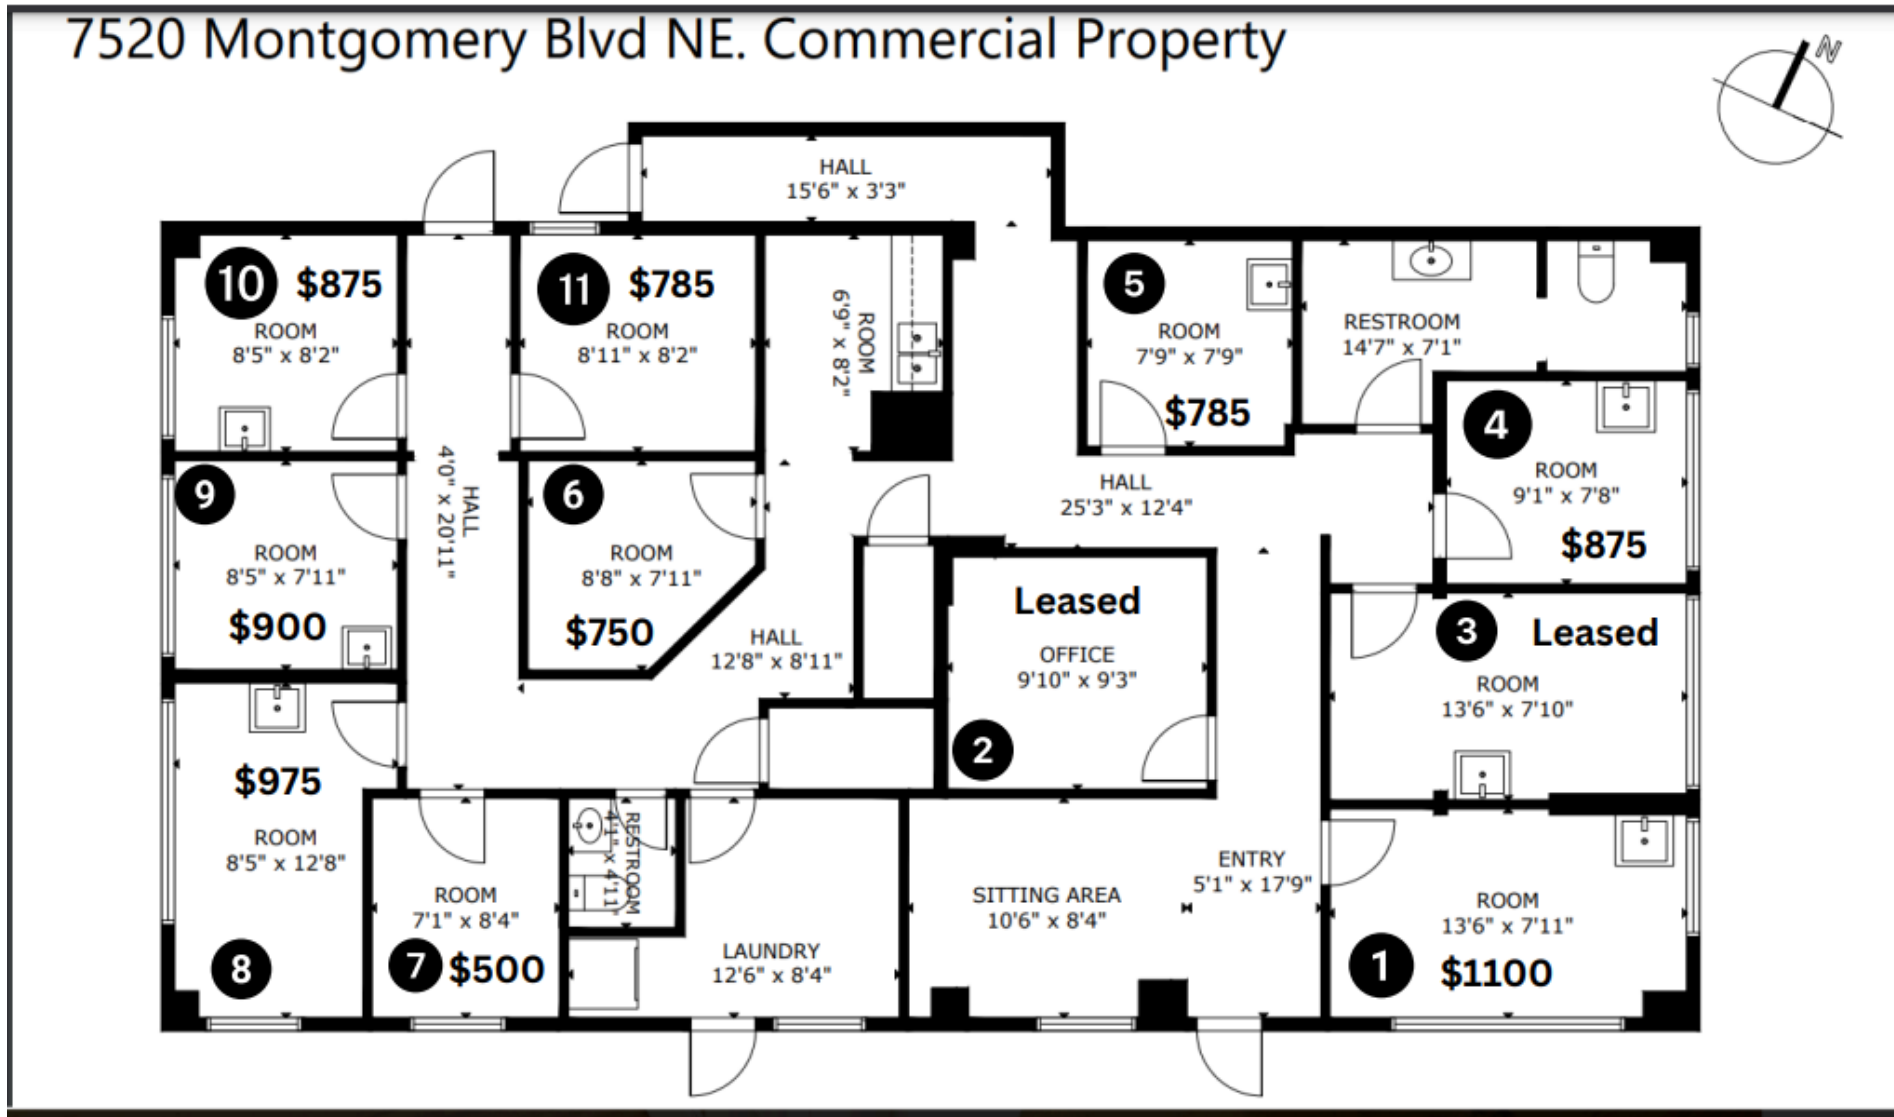 7520 Montgomery Blvd NE. Commercial Property
N
HALL
15'6" x 3'3"
10 $875
ROOM
8'5" x 8'2"
11 $785
ROOM
8'11" x 8'2"
ROOM
6'9" x 8'2"
5
ROOM
7'9" x 7'9"
$785
RESTROOM
14'7" x 7'1"
4
ROOM
9'1" x 7'8"
$875
9
ROOM
8'5" x 7'11"
$900
HALL
4'0" x 20'11"
6
ROOM
8'8" x 7'11"
$750
HALL
12'8" x 8'11"
HALL
25'3" x 12'4"
Leased
OFFICE
9'10" x 9'3"
2
3 Leased
ROOM
13'6" x 7'10"
$975
ROOM
8'5" x 12'8"
8
ROOM
7'1" x 8'4"
7 $500
RESTROOM
4'1" x 4'11"
LAUNDRY
12'6" x 8'4"
SITTING AREA
10'6" x 8'4"
ENTRY
5'1" x 17'9"
ROOM
13'6" x 7'11"
1 $1100